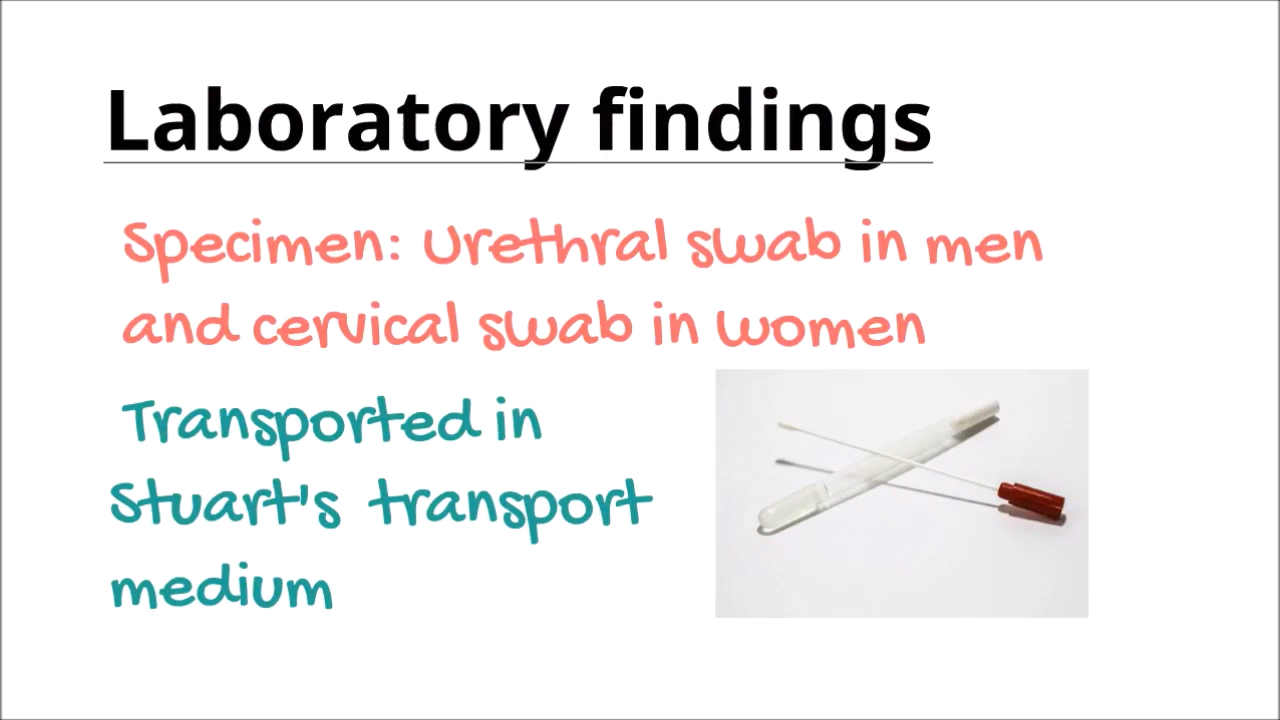 Laboratory findings
Specimen: Urethral swab in men
and cervical swab in women
Transported in
Stuart's transport
medium